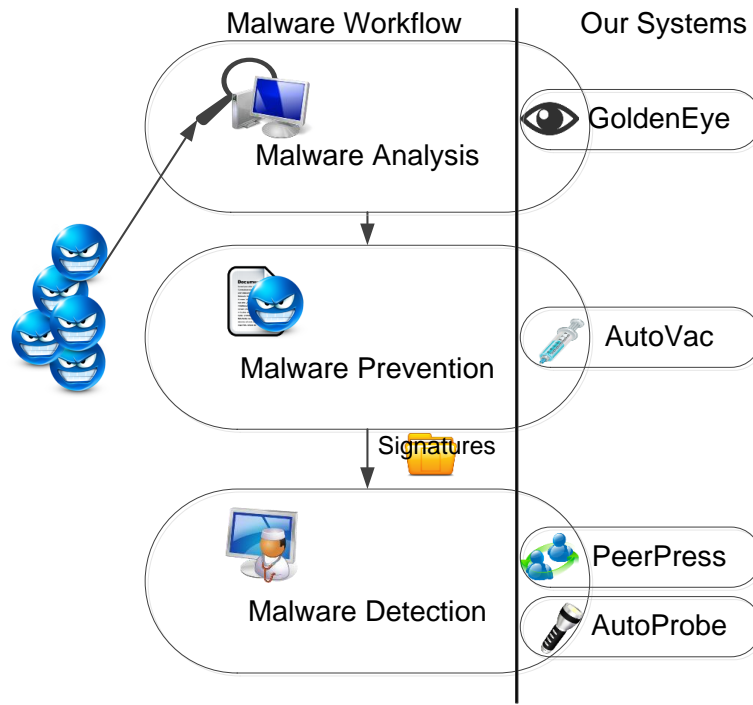 Malware Workflow
Our Systems
Malware Analysis
GoldenEye
Malware Prevention
AutoVac
Signatures
Malware Detection
PeerPress
AutoProbe